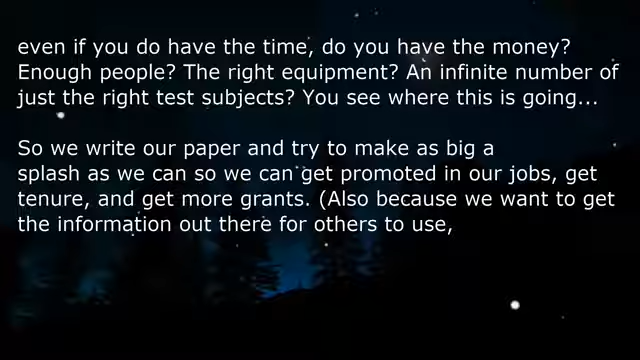 even if you do have the time, do you have the money?
Enough people? The right equipment? An infinite number of
just the right test subjects? You see where this is going...
So we write our paper and try to make as big a
splash as we can so we can get promoted in our jobs, get
tenure, and get more grants. (Also because we want to get
the information out there for others to use,